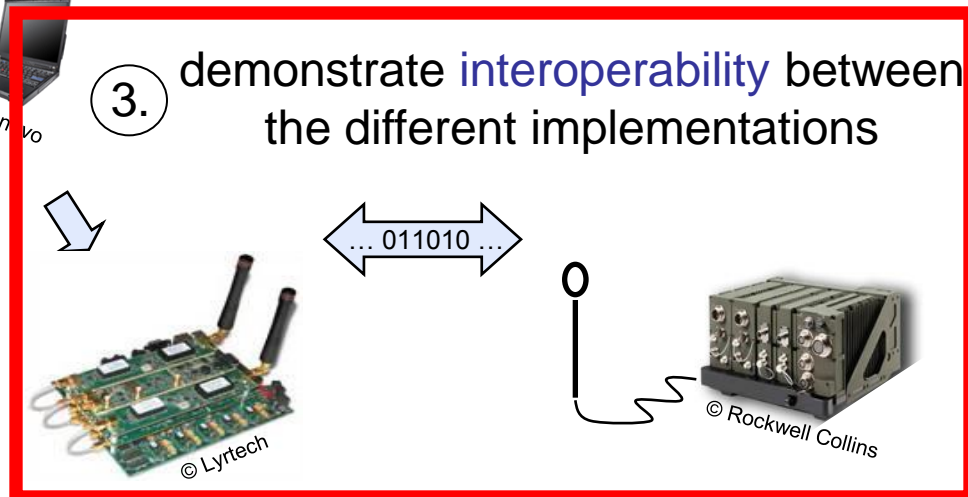 3.
demonstrate interoperability between
the different implementations
… 011010 …
© Lyrtech
© Rockwell Collins